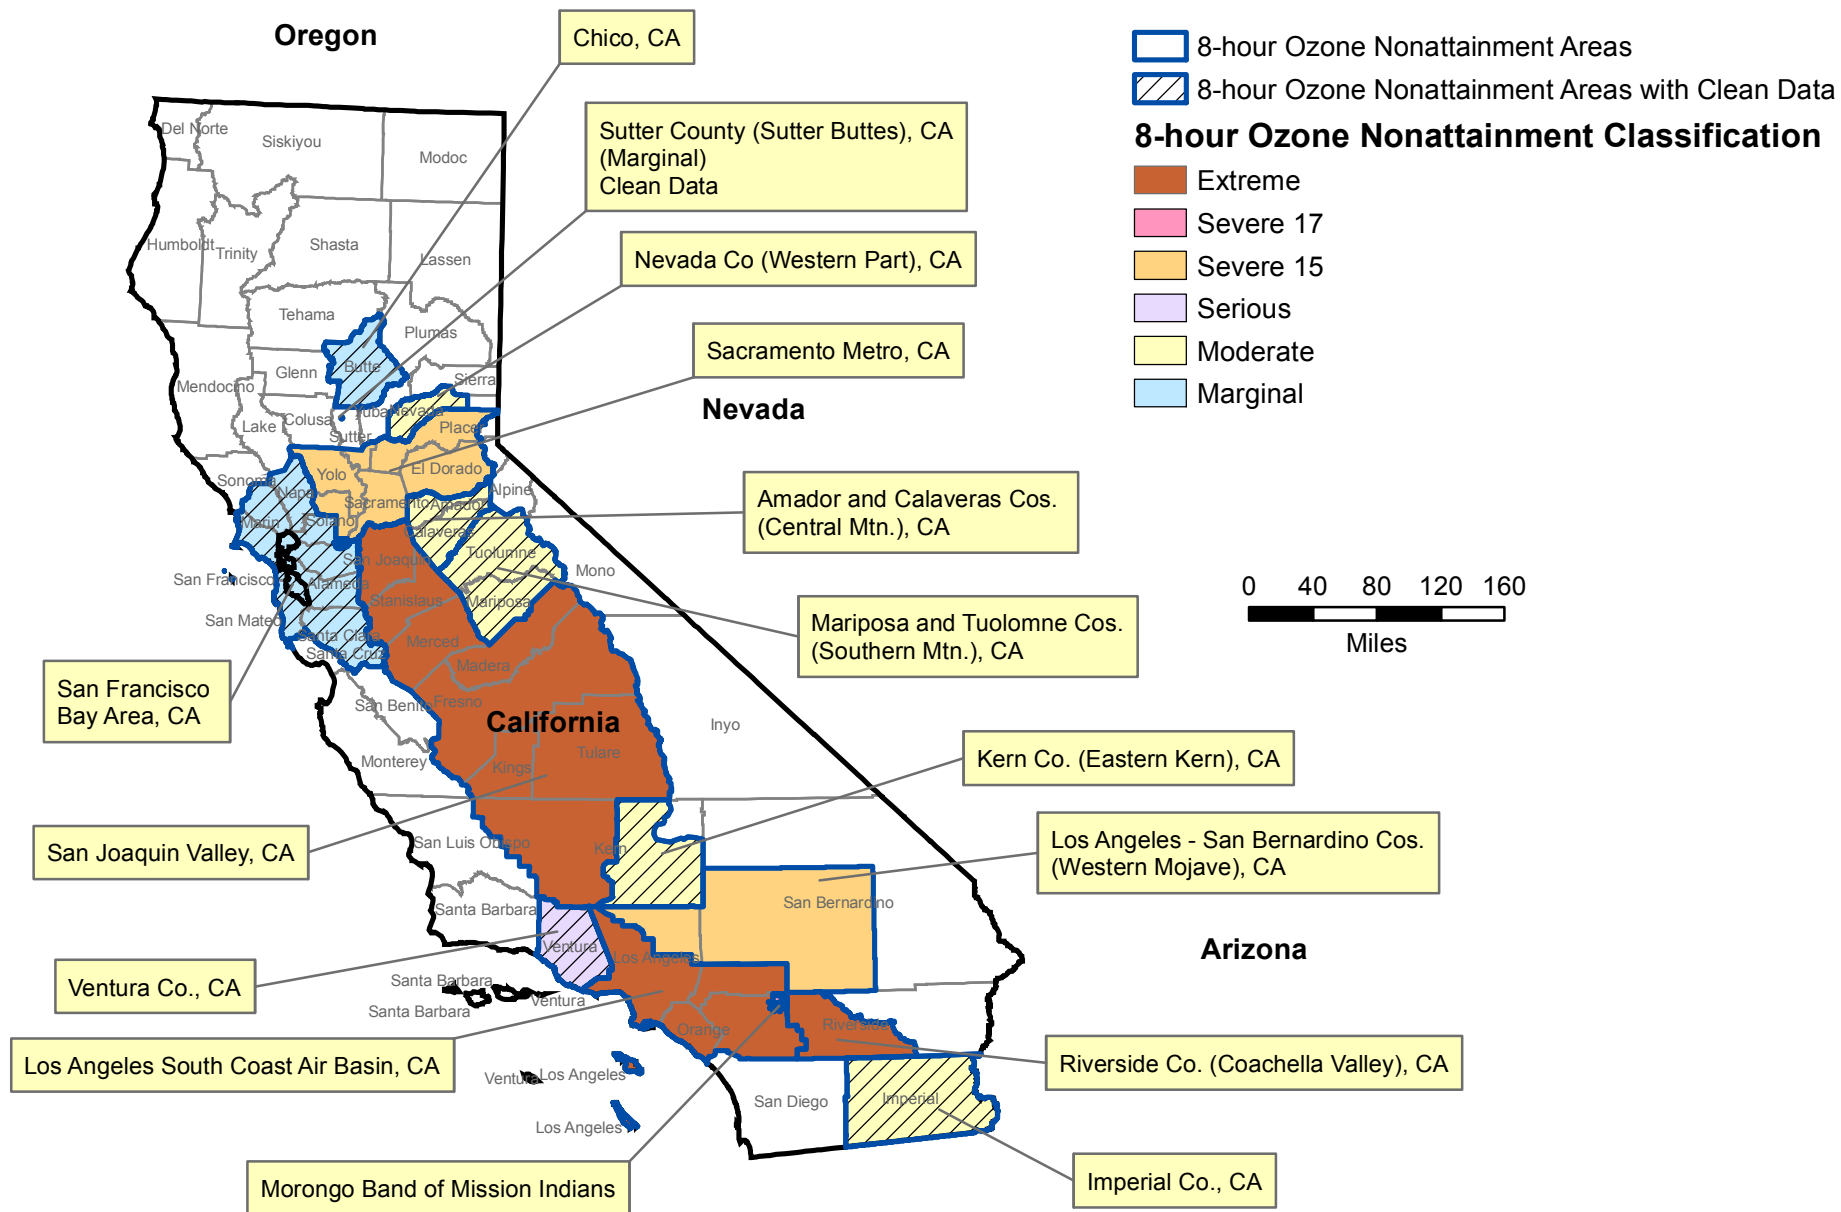 Oregon
Chico, CA
8-hour Ozone Nonattainment Areas
8-hour Ozone Nonattainment Areas with Clean Data
8-hour Ozone Nonattainment Classification
Extreme
Severe 17
Severe 15
Serious
Moderate
Marginal
Sutter County (Sutter Buttes), CA
(Marginal)
Clean Data
Nevada Co (Western Part), CA
Sacramento Metro, CA
Nevada
Amador and Calaveras Cos.
(Central Mtn.), CA
Mariposa and Tuolomne Cos.
(Southern Mtn.), CA
0 40 80 120 160
Miles
San Francisco
Bay Area, CA
California
Kern Co. (Eastern Kern), CA
San Joaquin Valley, CA
Los Angeles - San Bernardino Cos.
(Western Mojave), CA
Arizona
Ventura Co., CA
Los Angeles South Coast Air Basin, CA
Riverside Co. (Coachella Valley), CA
Morongo Band of Mission Indians
Imperial Co., CA
Del Norte
Siskiyou
Modoc
Humboldt
Trinity
Shasta
Lassen
Tehama
Plumas
Butte
Glenn
Mendocino
Sierra
Lake
Colusa
Yuba
Nevada
Sutter
Placer
Yolo
El Dorado
Sonoma
Napa
Sacramento
Amador
Alpine
Marin
Solano
Calaveras
Tuolumne
San Joaquin
Mono
San Francisco
Alameda
Stanislaus
Mariposa
San Mateo
Santa Clara
Merced
Santa Cruz
Madera
San Benito
Fresno
Inyo
Monterey
Tulare
Kings
San Luis Obispo
Kern
San Bernardino
Santa Barbara
Ventura
Los Angeles
Santa Barbara
Santa Barbara
Ventura
Orange
Riverside
Ventura
Los Angeles
Los Angeles
San Diego
Imperial